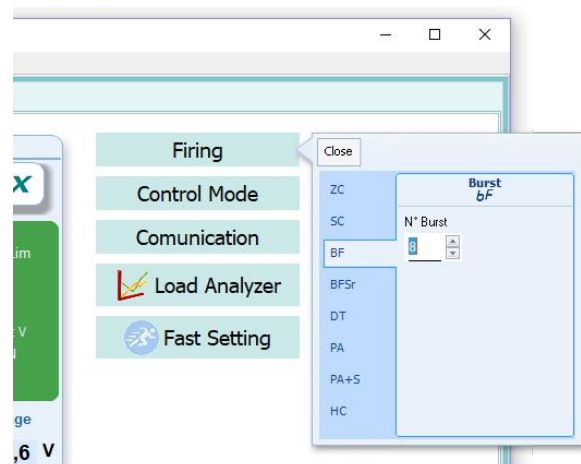 Firing
Control Mode
Comunication
Load Analyzer
Fast Setting
x
im
V
ge
,6 V
Close
ZC
SC
BF
BFSr
DT
PA
PA+S
HC
Burst
bF
N° Burst
8